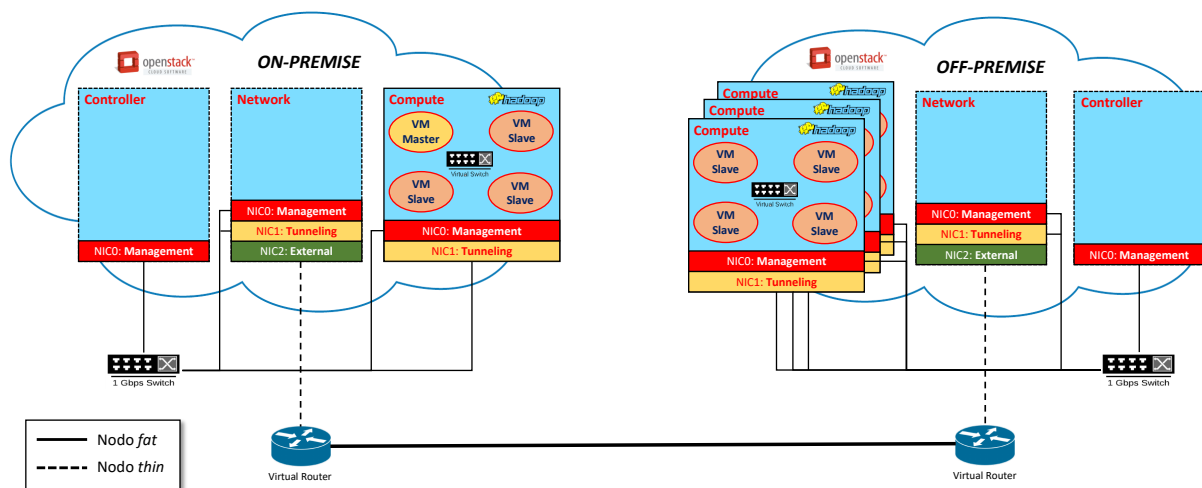 openstack™
CLOUD SOFTWARE
ON-PREMISE
Controller
NIC0: Management
Network
NIC0: Management
NIC1: Tunneling
NIC2: External
Compute
hadoop
VM
Master
VM
Slave
Virtual Switch
VM
Slave
VM
Slave
NIC0: Management
NIC1: Tunneling
1 Gbps Switch
Virtual Router
Nodo fat
Nodo thin
openstack™
CLOUD SOFTWARE
OFF-PREMISE
Compute
hadoop
Compute
hadoop
Compute
hadoop
VM
Slave
VM
Slave
Virtual Switch
VM
Slave
VM
Slave
NIC0: Management
NIC1: Tunneling
Network
NIC0: Management
NIC1: Tunneling
NIC2: External
Controller
NIC0: Management
1 Gbps Switch
Virtual Router